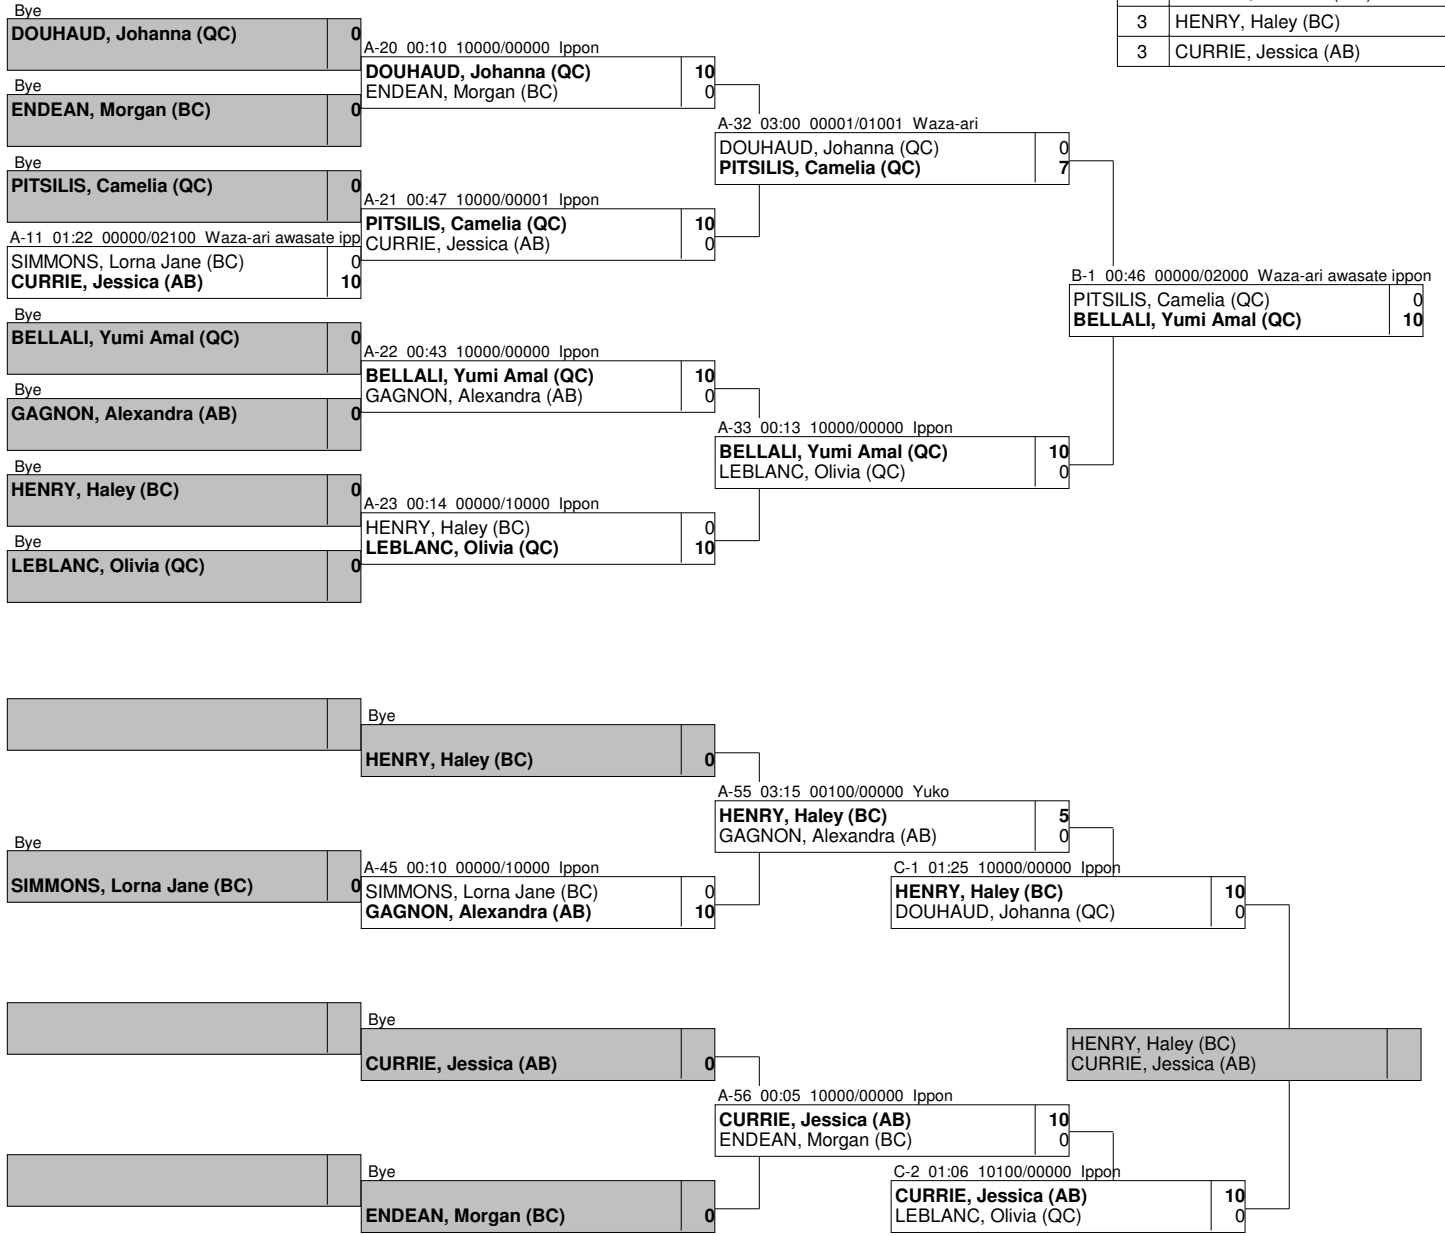 3 HENRY, Haley (BC)
3 CURRIE, Jessica (AB)
Bye
DOUHAUD, Johanna (QC) 0
Bye
ENDEAN, Morgan (BC) 0
Bye
PITSILIS, Camelia (QC) 0
A-11 01:22 00000/02100 Waza-ari awasate ipp
SIMMONS, Lorna Jane (BC) 0
CURRIE, Jessica (AB) 10
Bye
BELLALI, Yumi Amal (QC) 0
Bye
GAGNON, Alexandra (AB) 0
Bye
HENRY, Haley (BC) 0
Bye
LEBLANC, Olivia (QC) 0
A-20 00:10 10000/00000 Ippon
DOUHAUD, Johanna (QC) 10
ENDEAN, Morgan (BC) 0
A-21 00:47 10000/00001 Ippon
PITSILIS, Camelia (QC) 10
CURRIE, Jessica (AB) 0
A-22 00:43 10000/00000 Ippon
BELLALI, Yumi Amal (QC) 10
GAGNON, Alexandra (AB) 0
A-23 00:14 00000/10000 Ippon
HENRY, Haley (BC) 0
LEBLANC, Olivia (QC) 10
A-32 03:00 00001/01001 Waza-ari
DOUHAUD, Johanna (QC) 0
PITSILIS, Camelia (QC) 7
A-33 00:13 10000/00000 Ippon
BELLALI, Yumi Amal (QC) 10
LEBLANC, Olivia (QC) 0
B-1 00:46 00000/02000 Waza-ari awasate ippon
PITSILIS, Camelia (QC) 0
BELLALI, Yumi Amal (QC) 10
Bye
SIMMONS, Lorna Jane (BC) 0
Bye
HENRY, Haley (BC) 0
A-45 00:10 00000/10000 Ippon
SIMMONS, Lorna Jane (BC) 0
GAGNON, Alexandra (AB) 10
Bye
CURRIE, Jessica (AB) 0
Bye
ENDEAN, Morgan (BC) 0
A-55 03:15 00100/00000 Yuko
HENRY, Haley (BC) 5
GAGNON, Alexandra (AB) 0
A-56 00:05 10000/00000 Ippon
CURRIE, Jessica (AB) 10
ENDEAN, Morgan (BC) 0
C-1 01:25 10000/00000 Ippon
HENRY, Haley (BC) 10
DOUHAUD, Johanna (QC) 0
C-2 01:06 10100/00000 Ippon
CURRIE, Jessica (AB) 10
LEBLANC, Olivia (QC) 0
HENRY, Haley (BC)
CURRIE, Jessica (AB)